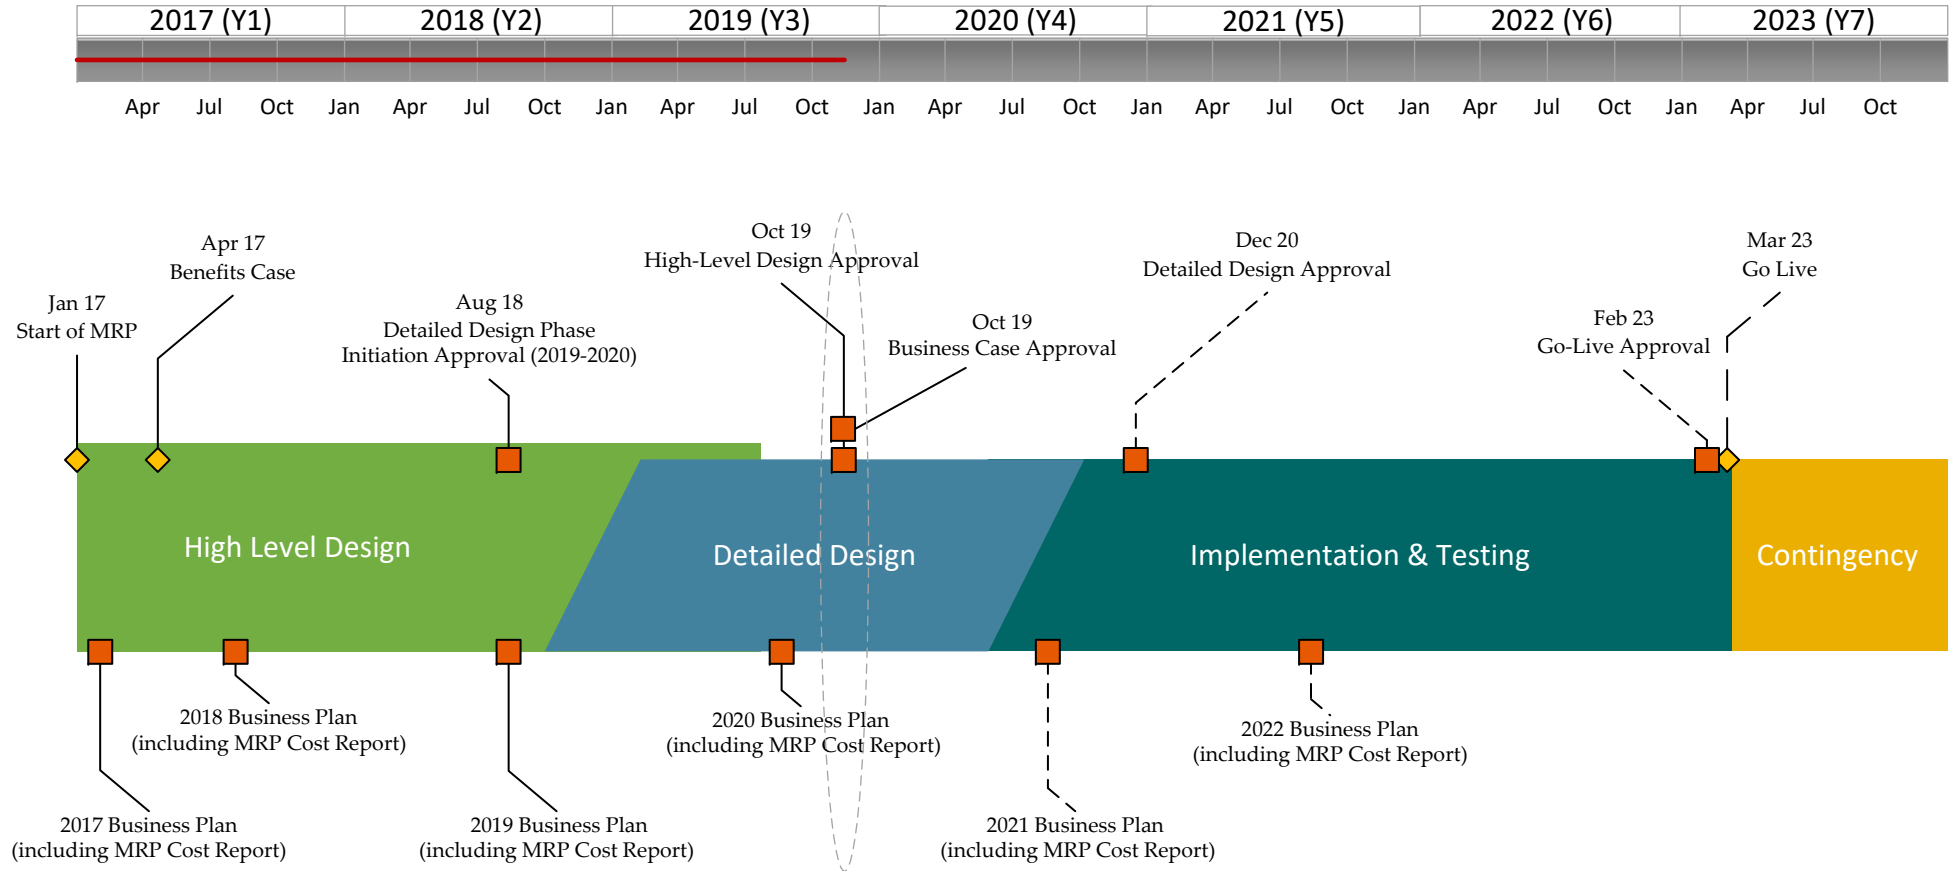 2017 (Y1) 2018 (Y2) 2019 (Y3) 2020 (Y4) 2021 (Y5) 2022 (Y6) 2023 (Y7)
Apr Jul Oct Jan Apr Jul Oct Jan Apr Jul Oct Jan Apr Jul Oct Jan Apr Jul Oct Jan Apr Jul Oct Jan Apr Jul Oct
Jan 17
Start of MRP
Apr 17
Benefits Case
Aug 18
Detailed Design Phase
Initiation Approval (2019-2020)
Oct 19
High-Level Design Approval
Oct 19
Business Case Approval
Dec 20
Detailed Design Approval
Feb 23
Go-Live Approval
Mar 23
Go Live
High Level Design
Detailed Design
Implementation & Testing
Contingency
2017 Business Plan
(including MRP Cost Report)
2018 Business Plan
(including MRP Cost Report)
2019 Business Plan
(including MRP Cost Report)
2020 Business Plan
(including MRP Cost Report)
2021 Business Plan
(including MRP Cost Report)
2022 Business Plan
(including MRP Cost Report)